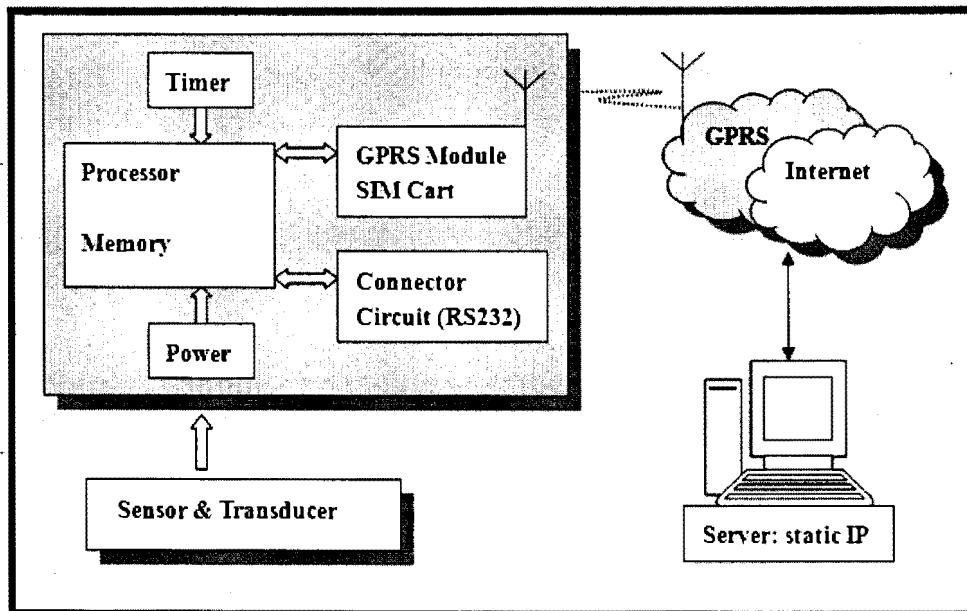 Timer
Processor
Memory
GPRS Module
SIM Cart
Connector
Circuit (RS232)
Power
Sensor & Transducer
GPRS
Internet
Server: static IP